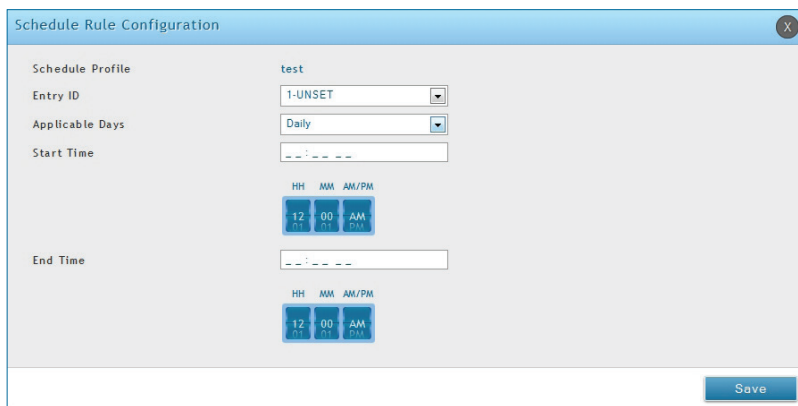 Schedule Rule Configuration
X
Schedule Profile test
Entry ID 1-UNSET
Applicable Days Daily
Start Time _ _ : _ _ _ _
HH MM AM/PM
12 00 AM
01 01 PM
End Time _ _ : _ _ _ _
HH MM AM/PM
12 00 AM
01 01 PM
Save